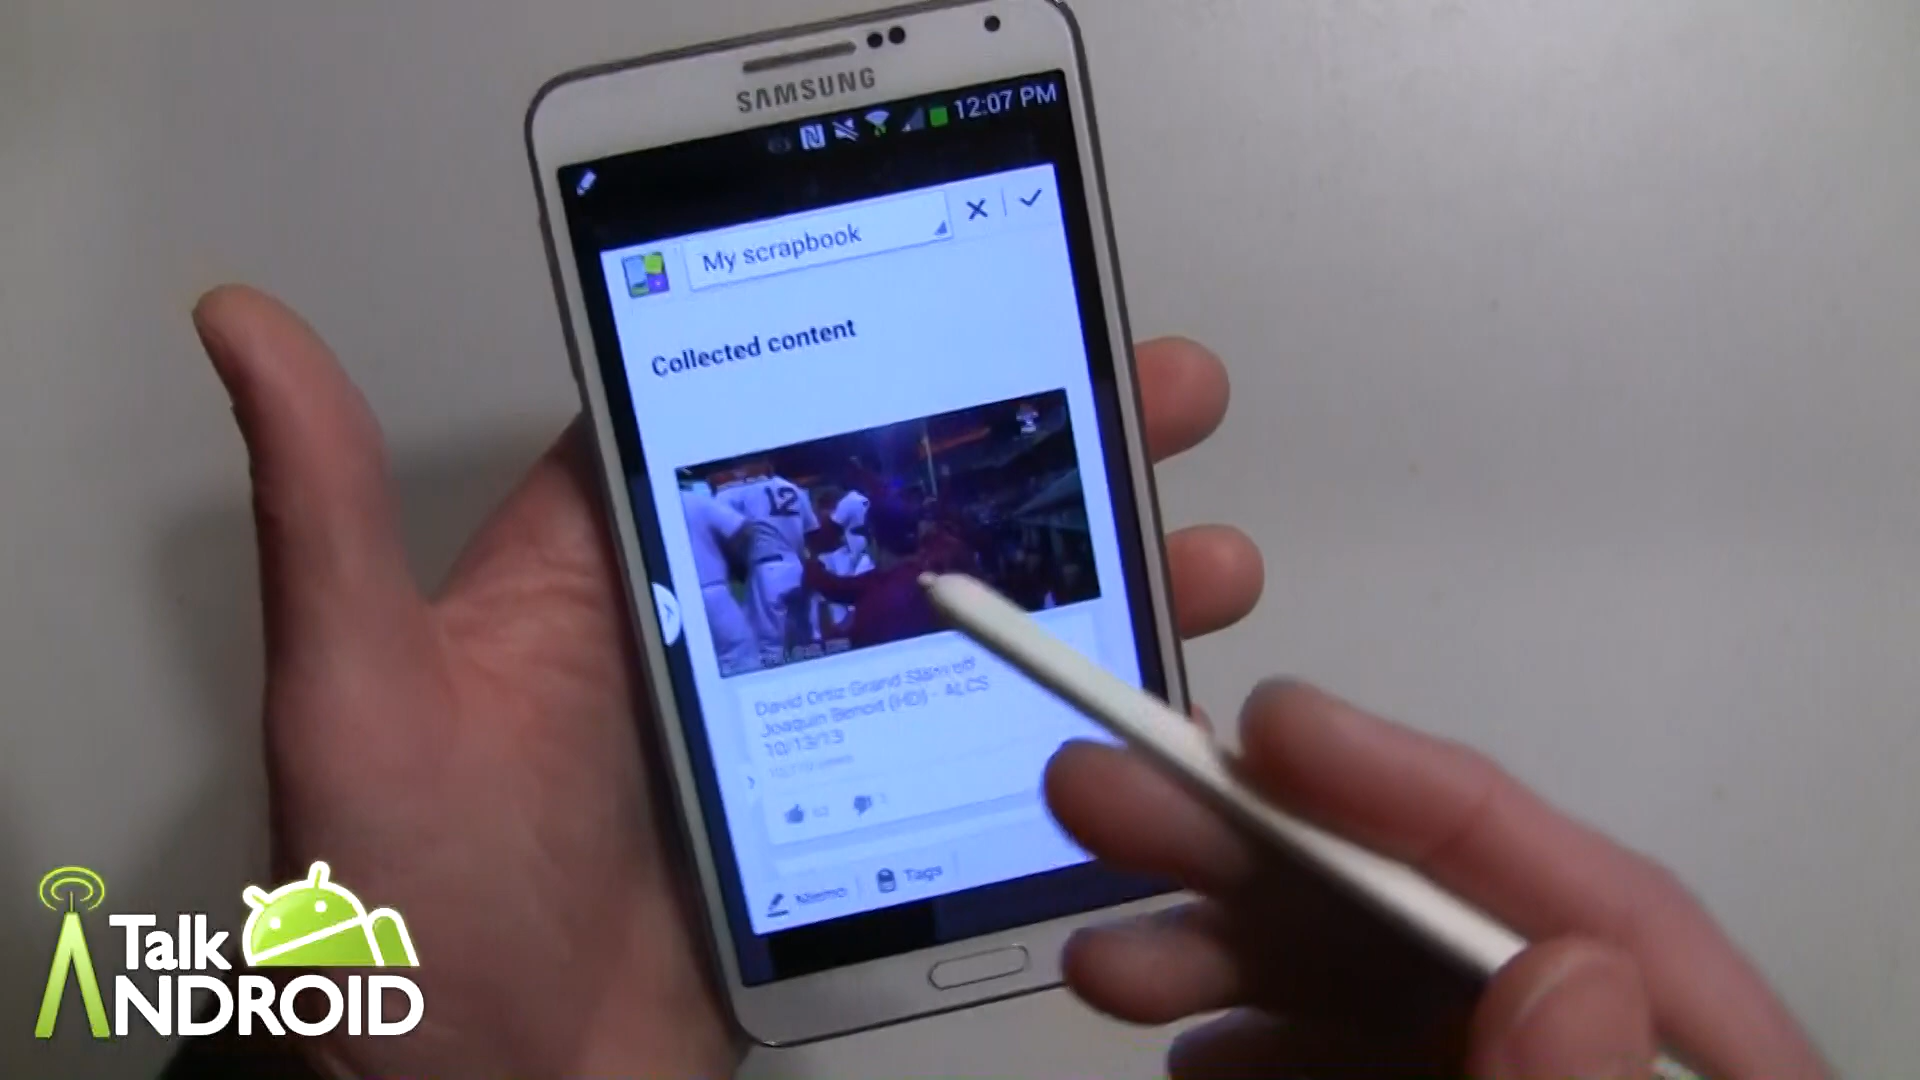 SAMSUNG
12:07 PM
My scrapbook
Collected content
12
David Ortiz Grand Slam off
Joaquin Benoit (HD) - ALCS
10/13/13
views
Memo
Tags
Talk
ANDROID